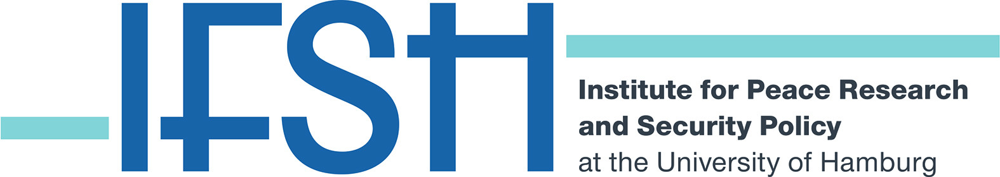 IFSH
Institute for Peace Research
and Security Policy
at the University of Hamburg